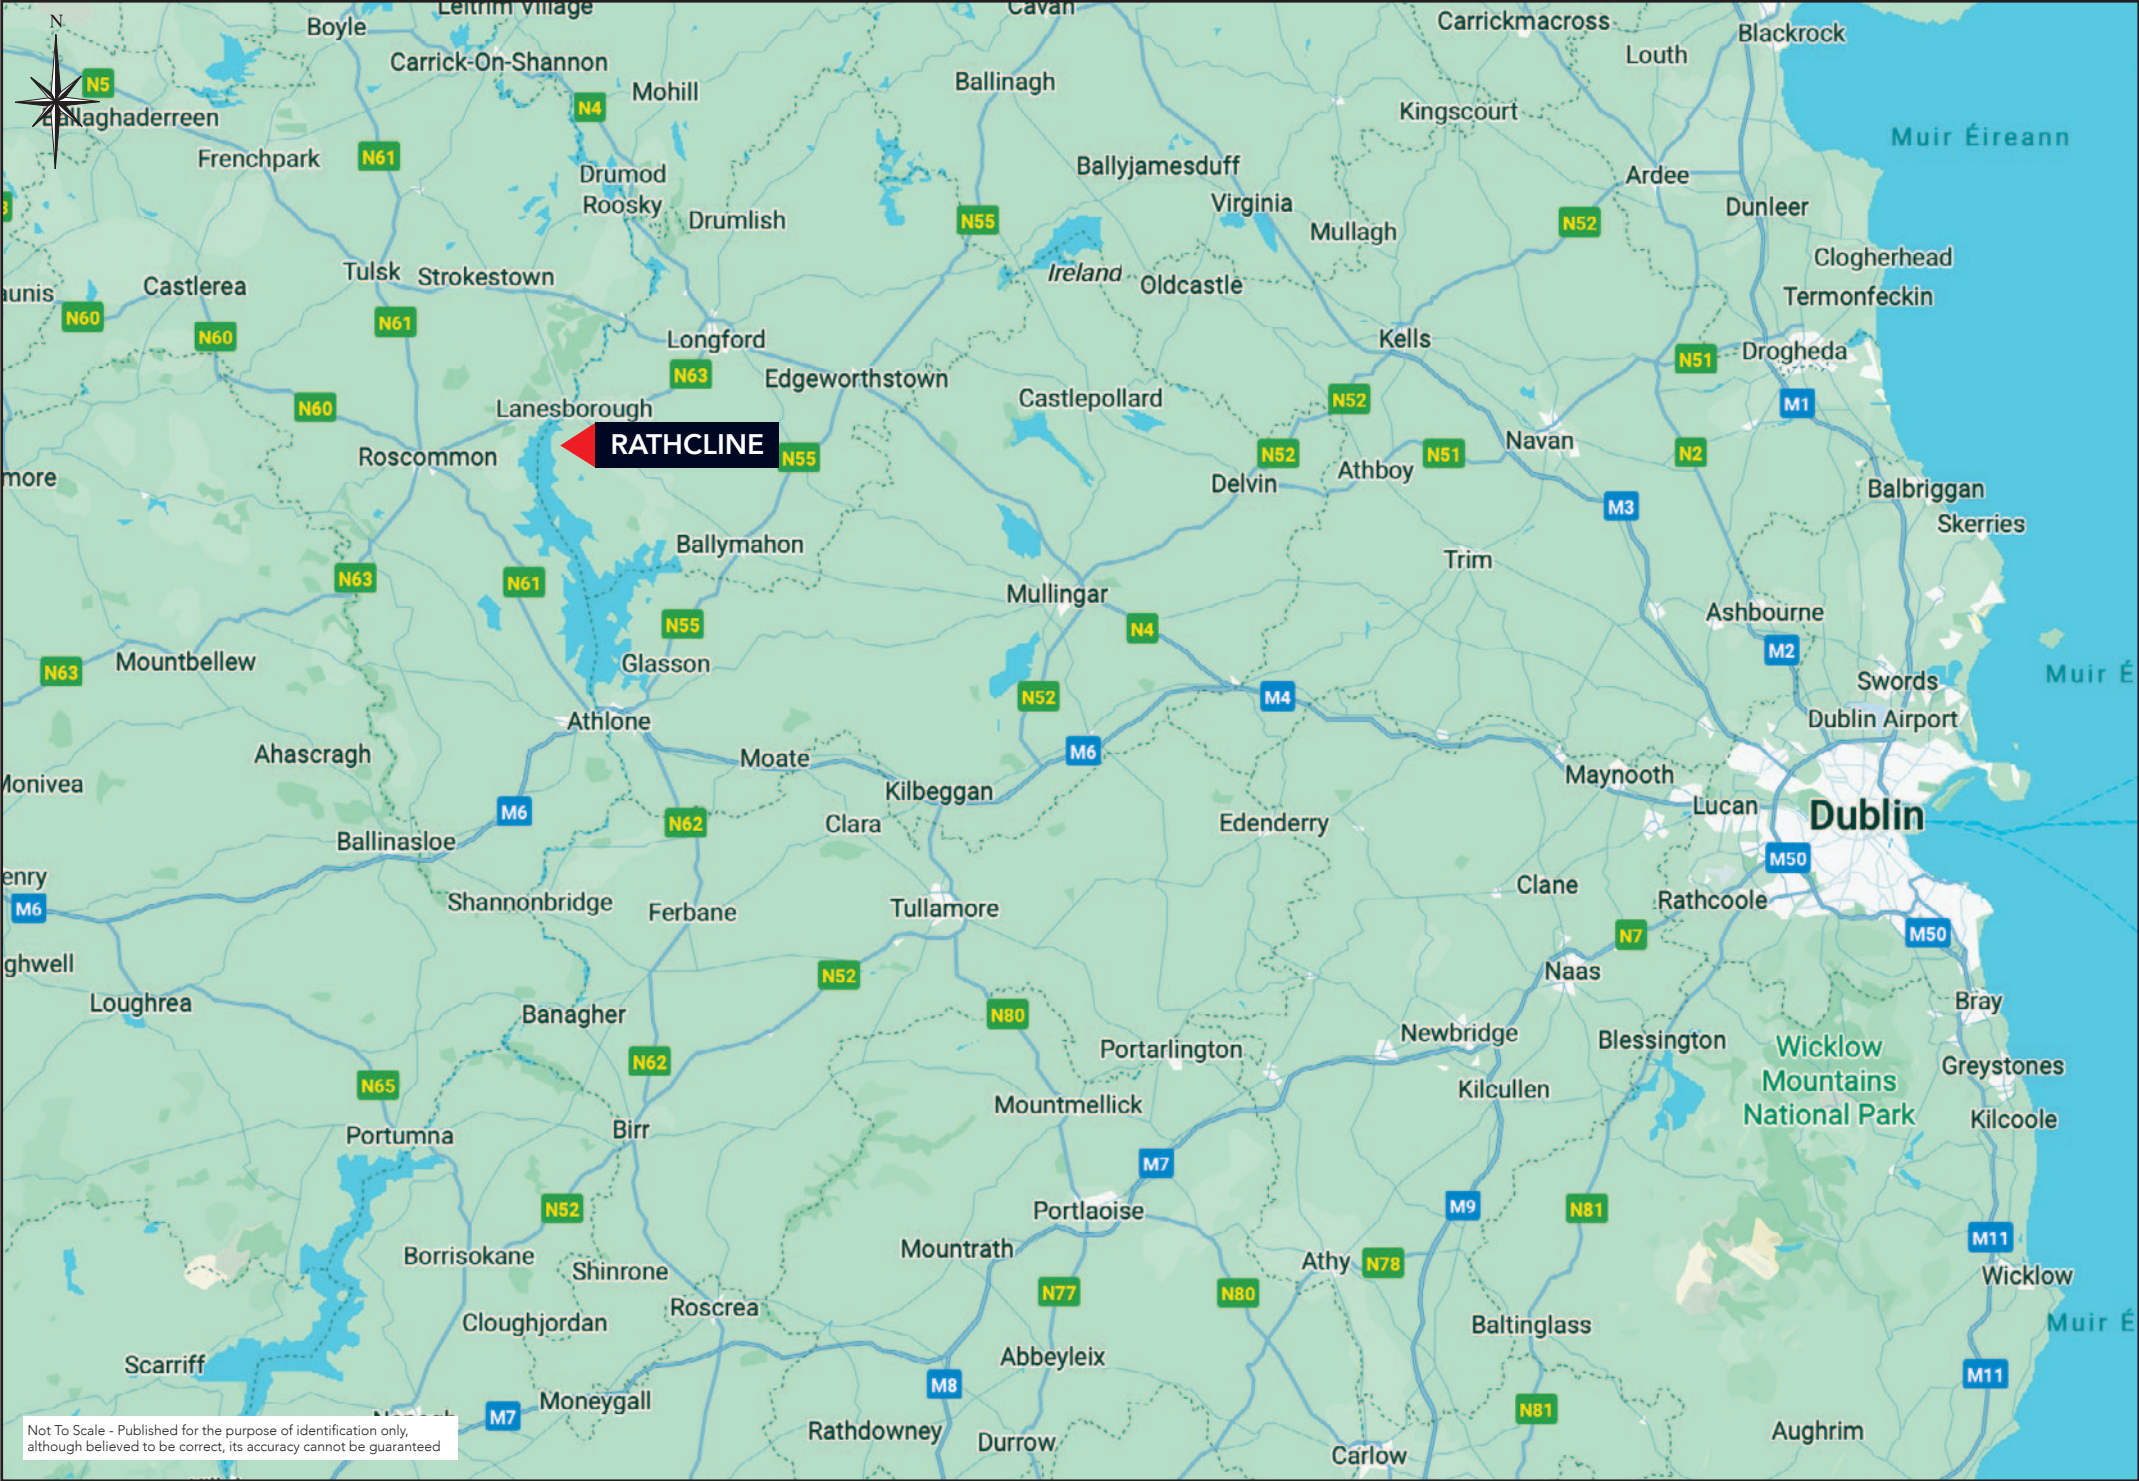 Leitrim Village
Cavan
Carrickmacross
Blackrock
N
Boyle
Carrick-On-Shannon
Louth
N5
Ballinagh
Mohill
N4
Kingscourt
Ballaghaderreen
Muir Éireann
Frenchpark
N61
Ballyjamesduff
Drumod
Ardee
Roosky
Virginia
Dunleer
Drumlish
N55
N52
Mullagh
Clogherhead
Tulsk
Strokestown
Ireland
Oldcastle
Castlerea
aunis
Termonfeckin
N60
N60
N61
Longford
Kells
N51
Drogheda
N63
Edgeworthstown
N60
Lanesborough
Castlepollard
N52
M1
RATHCLINE
Roscommon
N55
N52
Athboy
N51
Navan
N2
more
Delvin
Balbriggan
M3
Skerries
Ballymahon
Trim
N63
N61
Mullingar
Ashbourne
N55
N4
M2
Mountbellew
N63
Glasson
Muir É
Swords
N52
M4
Athlone
Dublin Airport
Ahascragh
Moate
M6
Maynooth
Monivea
Kilbeggan
Lucan
M6
N62
Clara
Edenderry
Dublin
Ballinasloe
M50
enry
Clane
M6
Shannonbridge
Ferbane
Tullamore
Rathcoole
N7
M50
ghwell
N52
Naas
Loughrea
Banagher
N80
Bray
Newbridge
Blessington
Wicklow
Mountains
National Park
Portarlington
N62
Greystones
N65
Kilcullen
Mountmellick
Kilcoole
Portumna
Birr
M7
N52
Portlaoise
M9
N81
Borrisokane
Mountrath
M11
Shinrone
Athy
N78
Wicklow
Roscrea
N77
N80
Cloughjordan
Baltinglass
Muir É
Scarriff
Abbeyleix
M11
M8
Moneygall
M7
N81
Rathdowney
Durrow
Aughrim
Carlow
Not To Scale - Published for the purpose of identification only,
although believed to be correct, its accuracy cannot be guaranteed